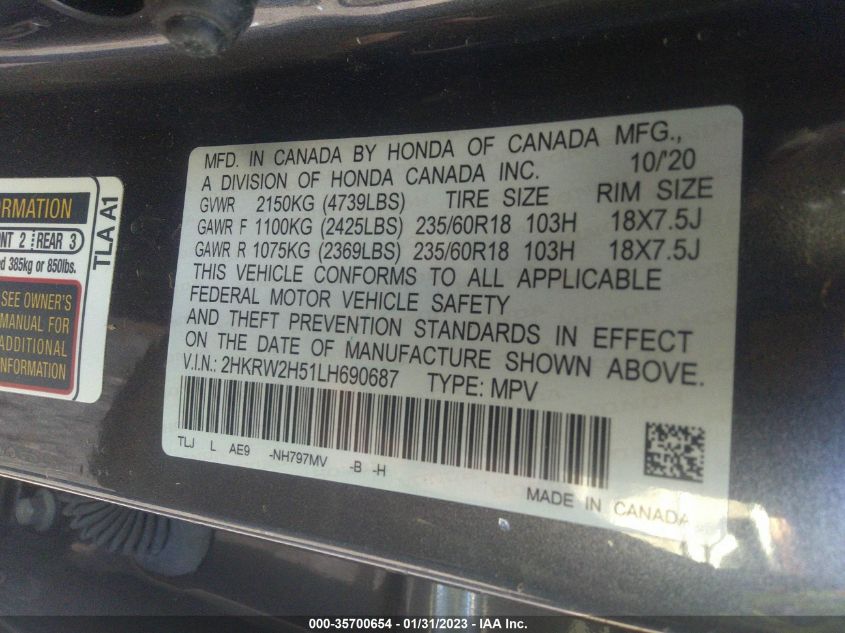 MFD. IN CANADA BY HONDA OF CANADA MFG.,
A DIVISION OF HONDA CANADA INC. 10/'20
GVWR 2150KG (4739LBS) TIRE SIZE RIM SIZE
GAWR F 1100KG (2425LBS) 235/60R18 103H 18X7.5J
GAWR R 1075KG (2369LBS) 235/60R18 103H 18X7.5J
THIS VEHICLE CONFORMS TO ALL APPLICABLE
FEDERAL MOTOR VEHICLE SAFETY
AND THEFT PREVENTION STANDARDS IN EFFECT
ON THE DATE OF MANUFACTURE SHOWN ABOVE.
V.I.N.: 2HKRW2H51LH690687 TYPE: MPV
TLJ L AE9 -NH797MV -B -H
MADE IN CANADA
RMATION
NT 2 REAR 3
d 385kg or 850lbs.
SEE OWNER'S
MANUAL FOR
ADDITIONAL
INFORMATION
TLA A1
000-35700654 - 01/31/2023 - IAA Inc.